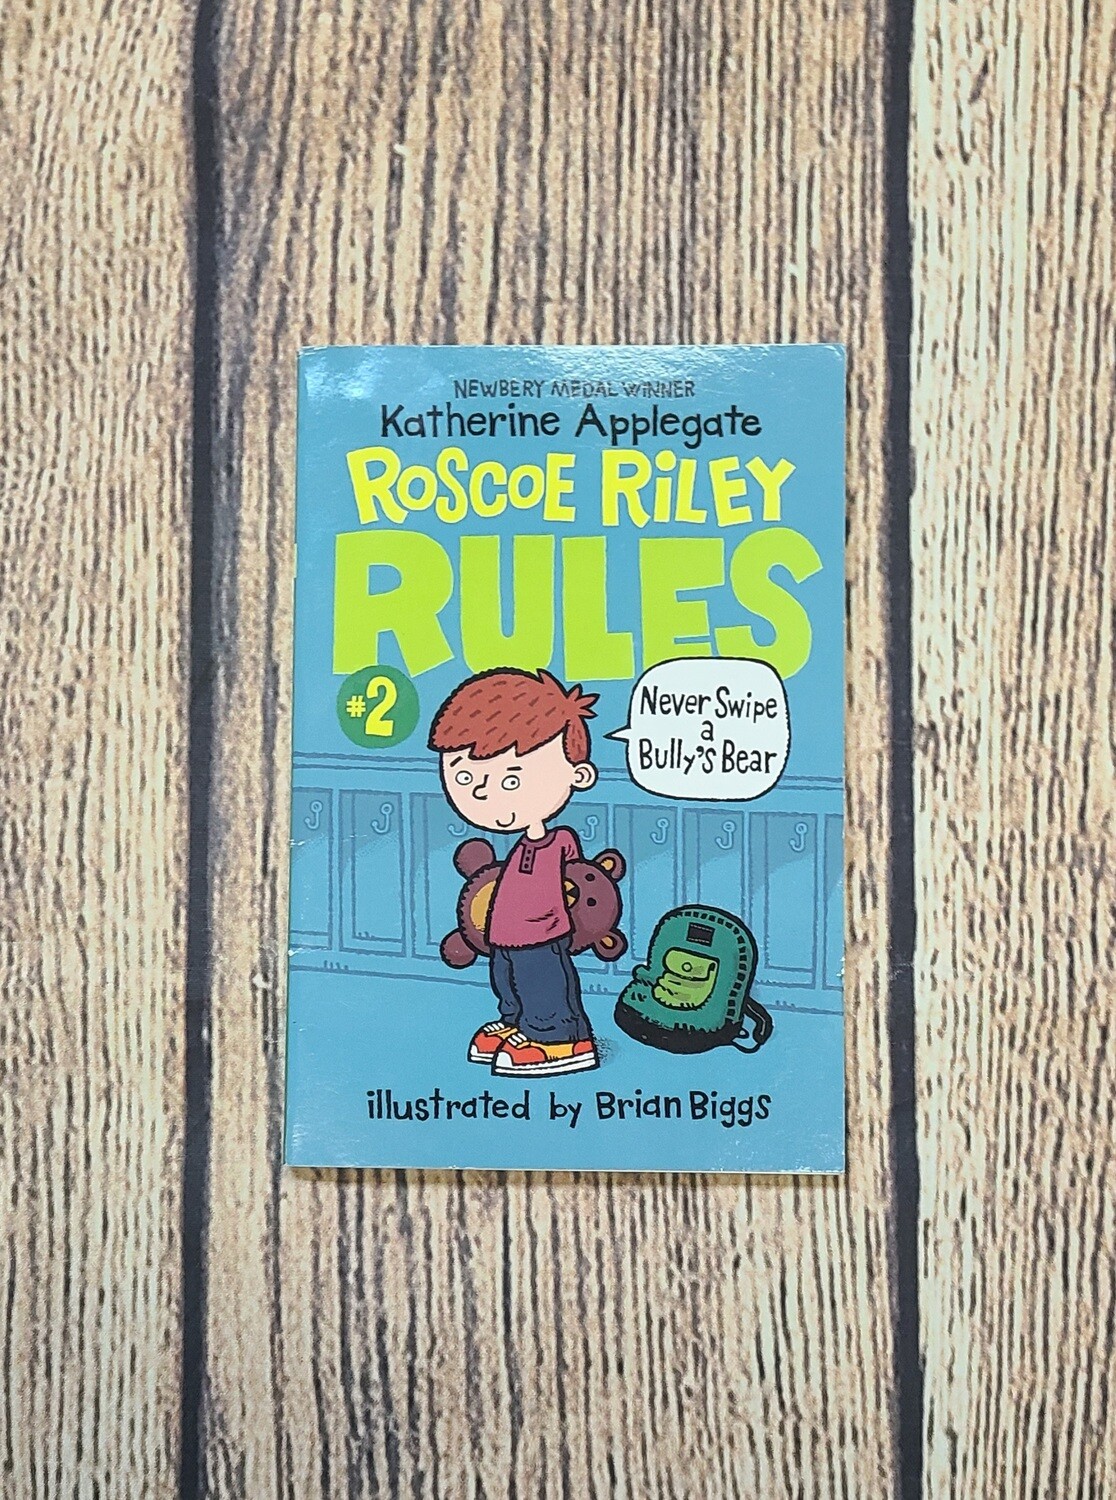 NEWBERY MEDAL WINNER
Katherine Applegate
ROSCOE RiLEY
RULES
#2
Never Swipe
a
Bully's Bear
illustrated by Brian Biggs